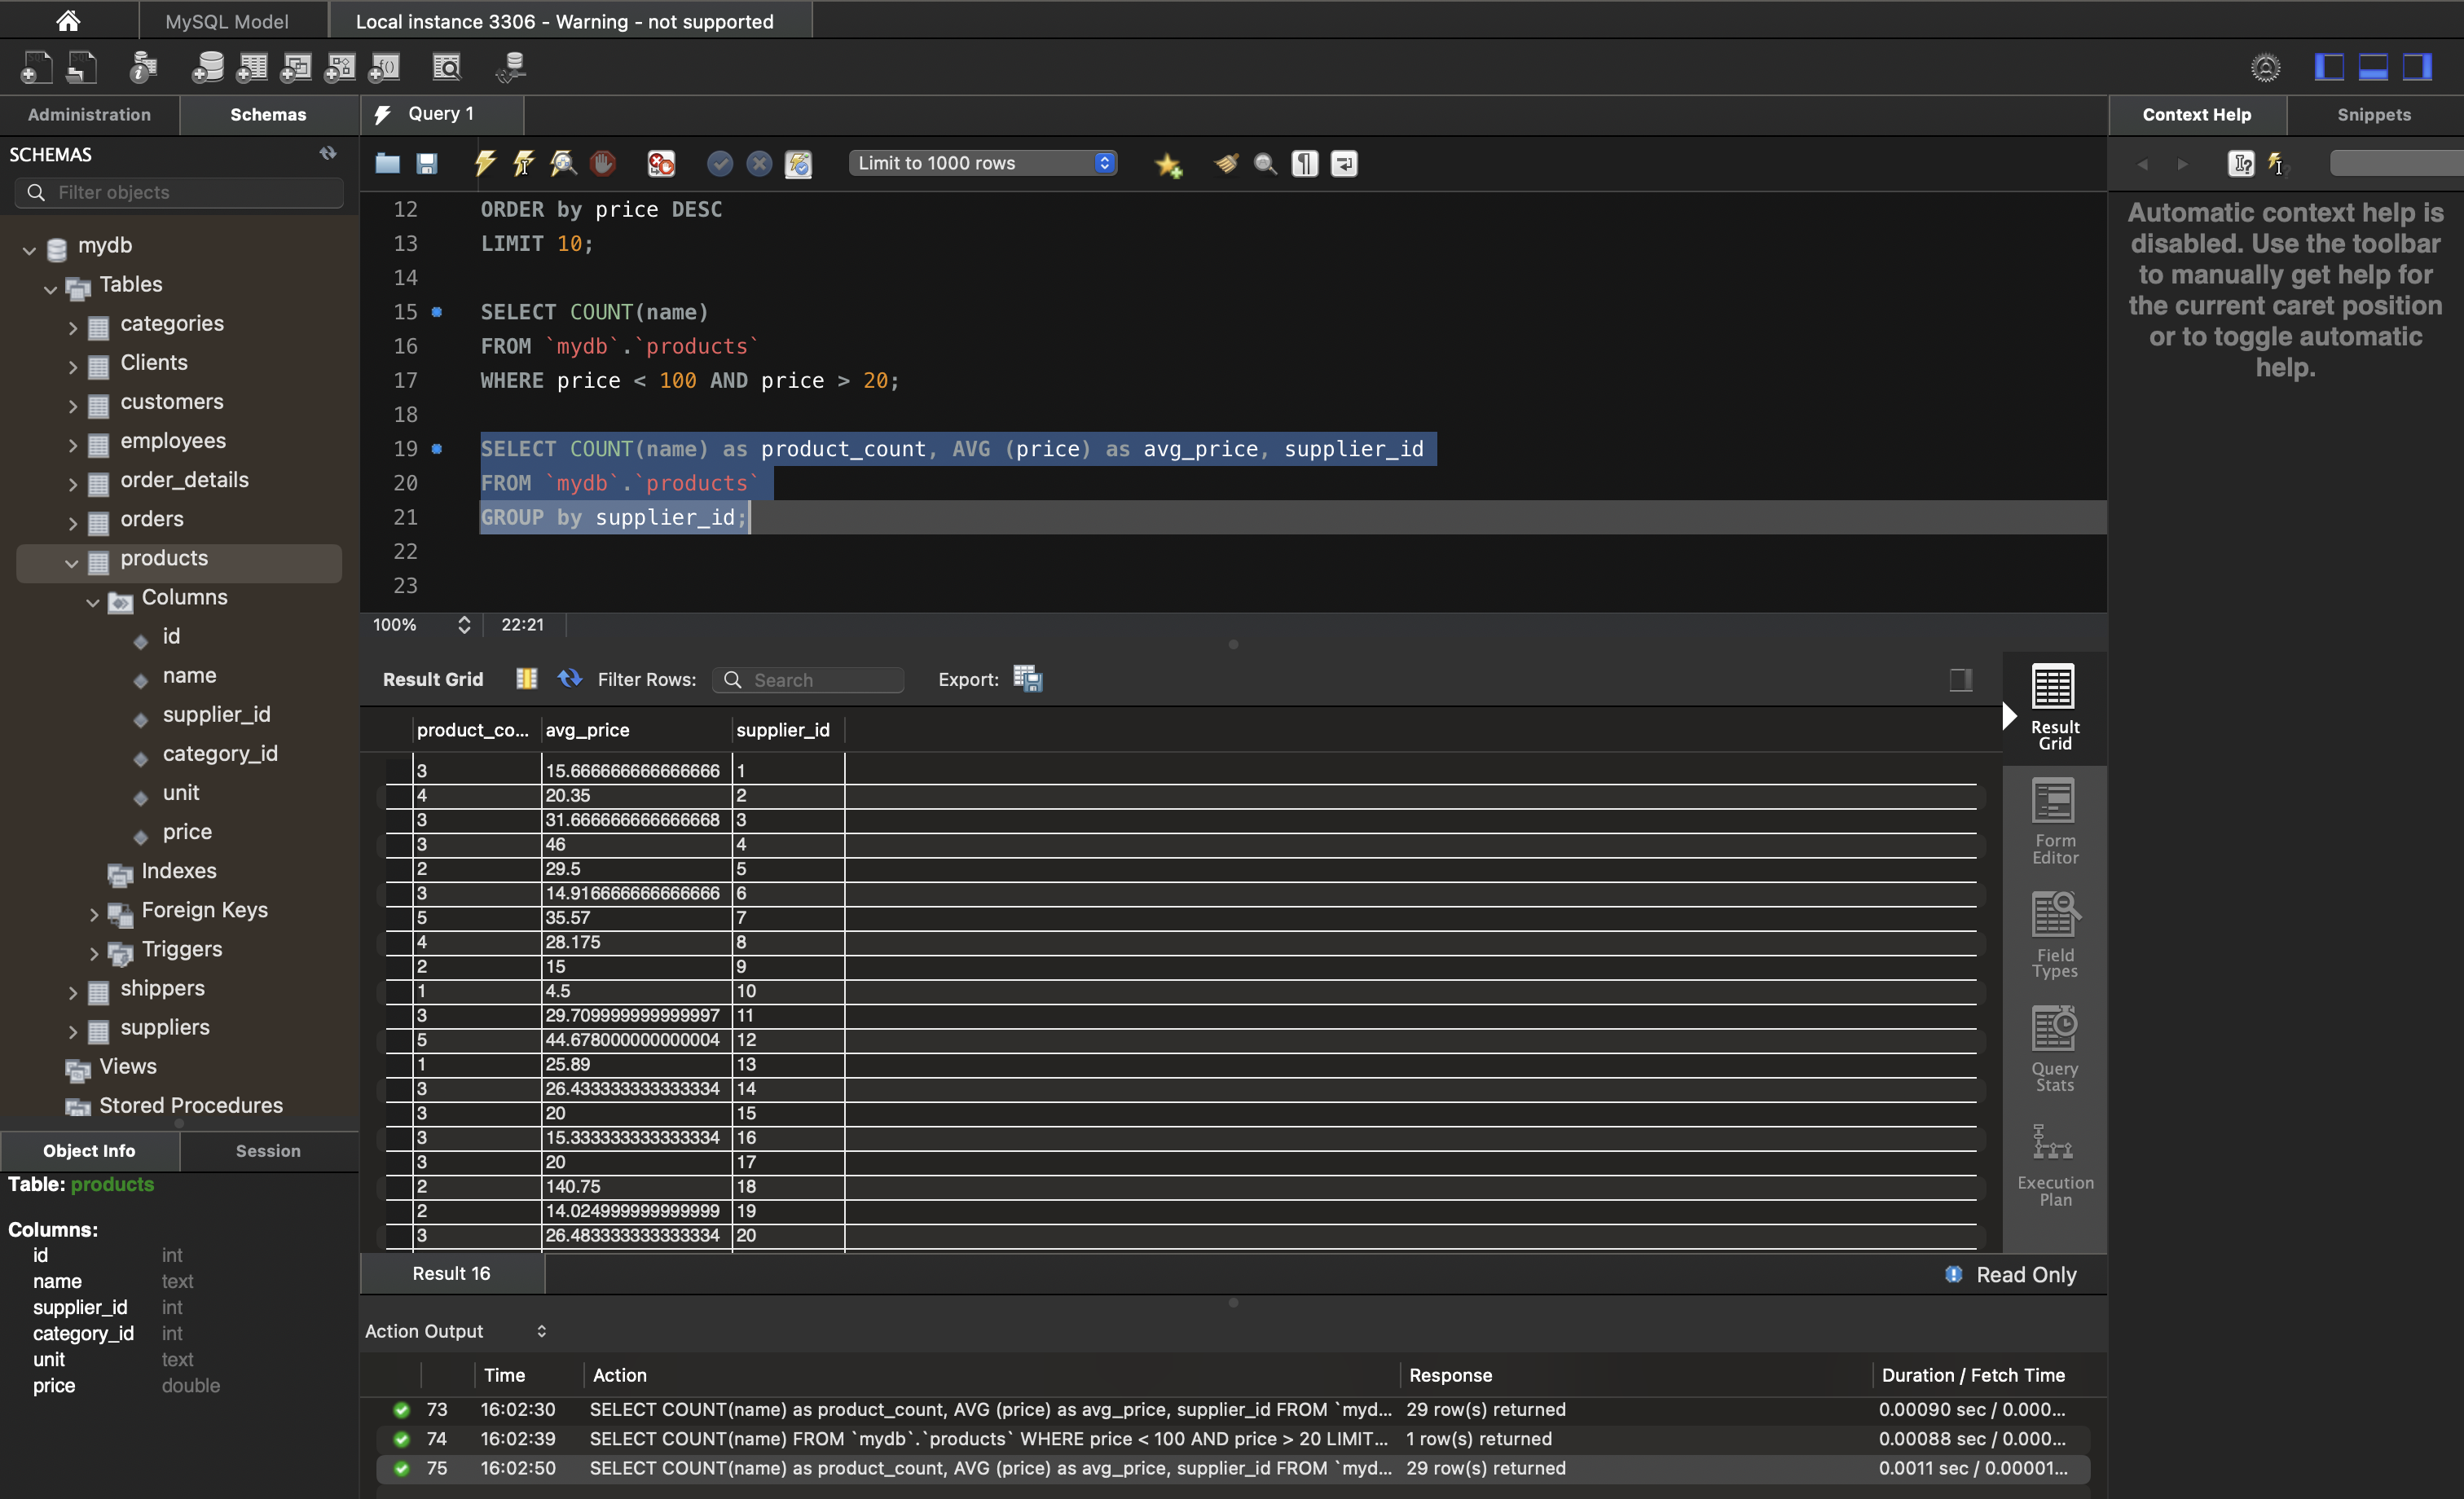 MySQL Model
Local instance 3306 - Warning - not supported
Administration
Schemas
Query 1
Context Help
Snippets
SCHEMAS
Filter objects
Limit to 1000 rows
mydb
Tables
categories
Clients
customers
employees
order_details
orders
products
Columns
id
name
supplier_id
category_id
unit
price
Indexes
Foreign Keys
Triggers
shippers
suppliers
Views
Stored Procedures
Object Info
Session
Table: products
Columns:
id int
name text
supplier_id int
category_id int
unit text
price double
12 ORDER by price DESC
13 LIMIT 10;
14
15 SELECT COUNT(name)
16 FROM `mydb`.`products`
17 WHERE price < 100 AND price > 20;
18
19 SELECT COUNT(name) as product_count, AVG (price) as avg_price, supplier_id
20 FROM `mydb`.`products`
21 GROUP by supplier_id;
22
23
100% 22:21
Result Grid Filter Rows: Search Export:
product_co... avg_price supplier_id
3 15.666666666666666 1
4 20.35 2
3 31.666666666666668 3
3 46 4
2 29.5 5
3 14.916666666666666 6
5 35.57 7
4 28.175 8
2 15 9
1 4.5 10
3 29.709999999999997 11
5 44.678000000000004 12
1 25.89 13
3 26.433333333333334 14
3 20 15
3 15.333333333333334 16
3 20 17
2 140.75 18
2 14.024999999999999 19
3 26.483333333333334 20
Result 16
Read Only
Result
Grid
Form
Editor
Field
Types
Query
Stats
Execution
Plan
Action Output
Time Action Response Duration / Fetch Time
73 16:02:30 SELECT COUNT(name) as product_count, AVG (price) as avg_price, supplier_id FROM `myd... 29 row(s) returned 0.00090 sec / 0.000...
74 16:02:39 SELECT COUNT(name) FROM `mydb`.`products` WHERE price < 100 AND price > 20 LIMIT... 1 row(s) returned 0.00088 sec / 0.000...
75 16:02:50 SELECT COUNT(name) as product_count, AVG (price) as avg_price, supplier_id FROM `myd... 29 row(s) returned 0.0011 sec / 0.00001...
Automatic context help is
disabled. Use the toolbar
to manually get help for
the current caret position
or to toggle automatic
help.